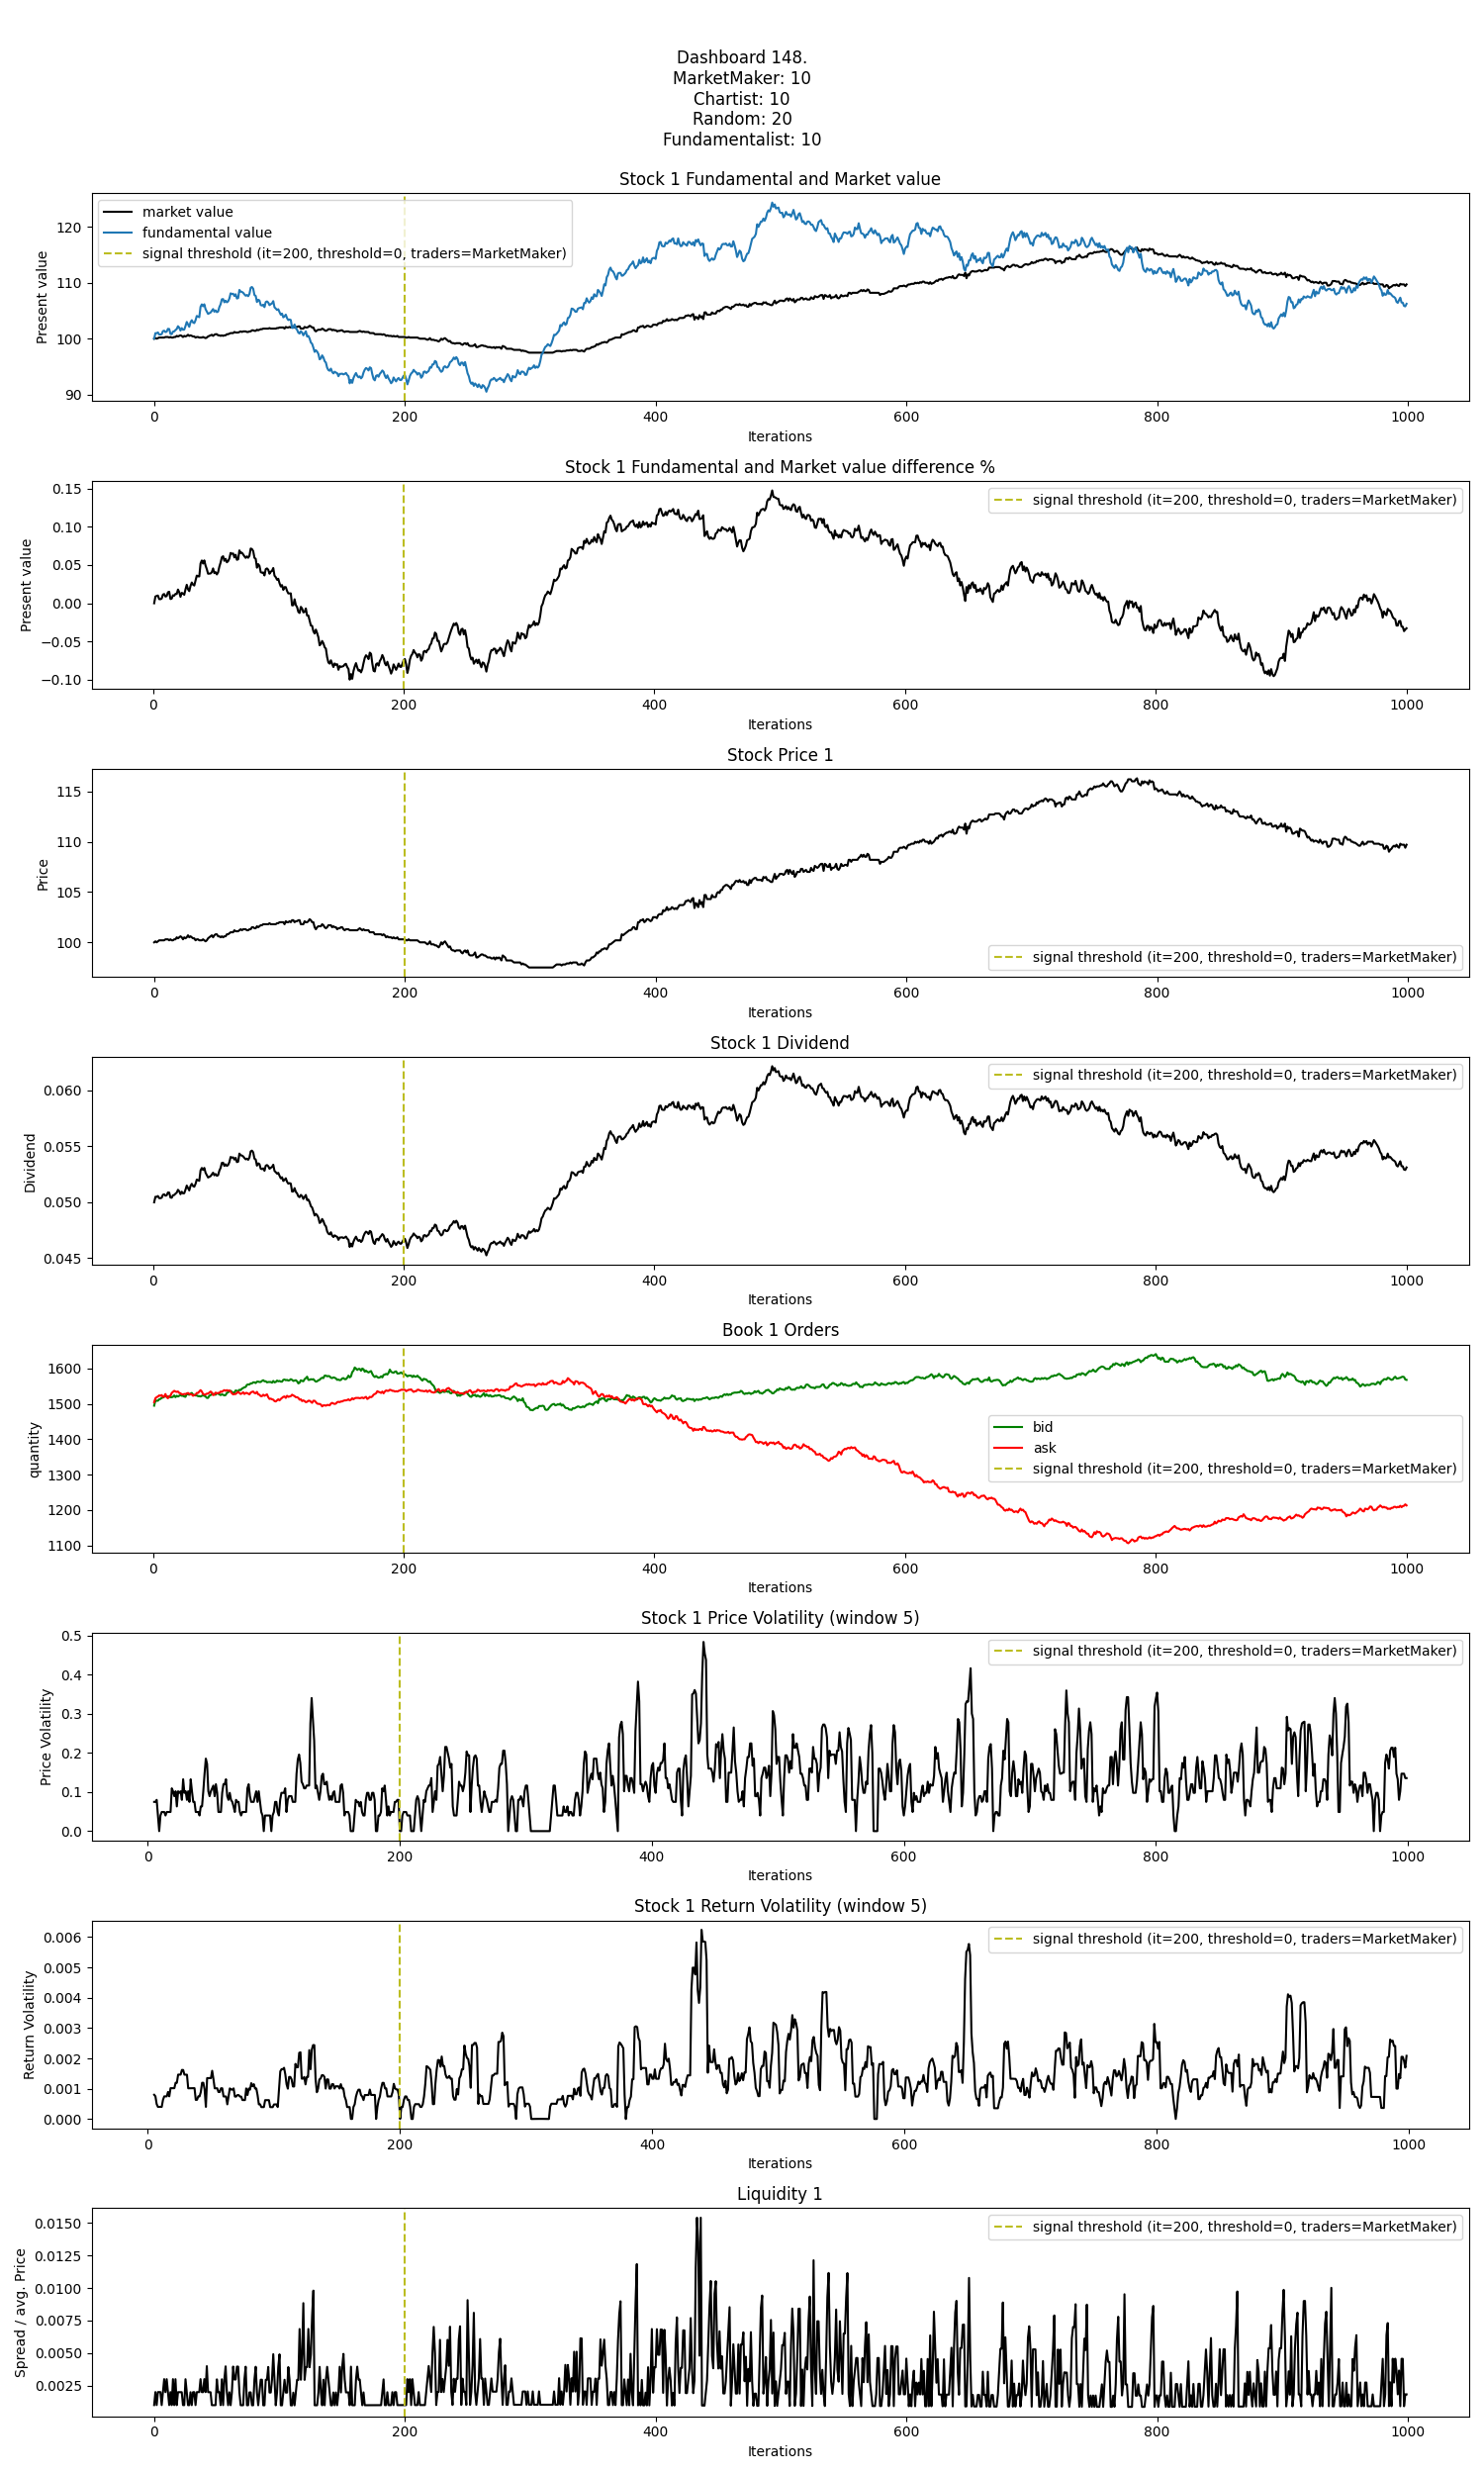 Dashboard 148.
MarketMaker: 10
Chartist: 10
Random: 20
Fundamentalist: 10
Stock 1 Fundamental and Market value
market value
fundamental value
signal threshold (it=200, threshold=0, traders=MarketMaker)
Present value
120
110
100
90
0 200 400 600 800 1000
Iterations
Stock 1 Fundamental and Market value difference %
signal threshold (it=200, threshold=0, traders=MarketMaker)
Present value
0.15
0.10
0.05
0.00
−0.05
−0.10
0 200 400 600 800 1000
Iterations
Stock Price 1
signal threshold (it=200, threshold=0, traders=MarketMaker)
Price
115
110
105
100
0 200 400 600 800 1000
Iterations
Stock 1 Dividend
signal threshold (it=200, threshold=0, traders=MarketMaker)
Dividend
0.060
0.055
0.050
0.045
0 200 400 600 800 1000
Iterations
Book 1 Orders
bid
ask
signal threshold (it=200, threshold=0, traders=MarketMaker)
quantity
1600
1500
1400
1300
1200
1100
0 200 400 600 800 1000
Iterations
Stock 1 Price Volatility (window 5)
signal threshold (it=200, threshold=0, traders=MarketMaker)
Price Volatility
0.5
0.4
0.3
0.2
0.1
0.0
0 200 400 600 800 1000
Iterations
Stock 1 Return Volatility (window 5)
signal threshold (it=200, threshold=0, traders=MarketMaker)
Return Volatility
0.006
0.005
0.004
0.003
0.002
0.001
0.000
0 200 400 600 800 1000
Iterations
Liquidity 1
signal threshold (it=200, threshold=0, traders=MarketMaker)
Spread / avg. Price
0.0150
0.0125
0.0100
0.0075
0.0050
0.0025
0 200 400 600 800 1000
Iterations